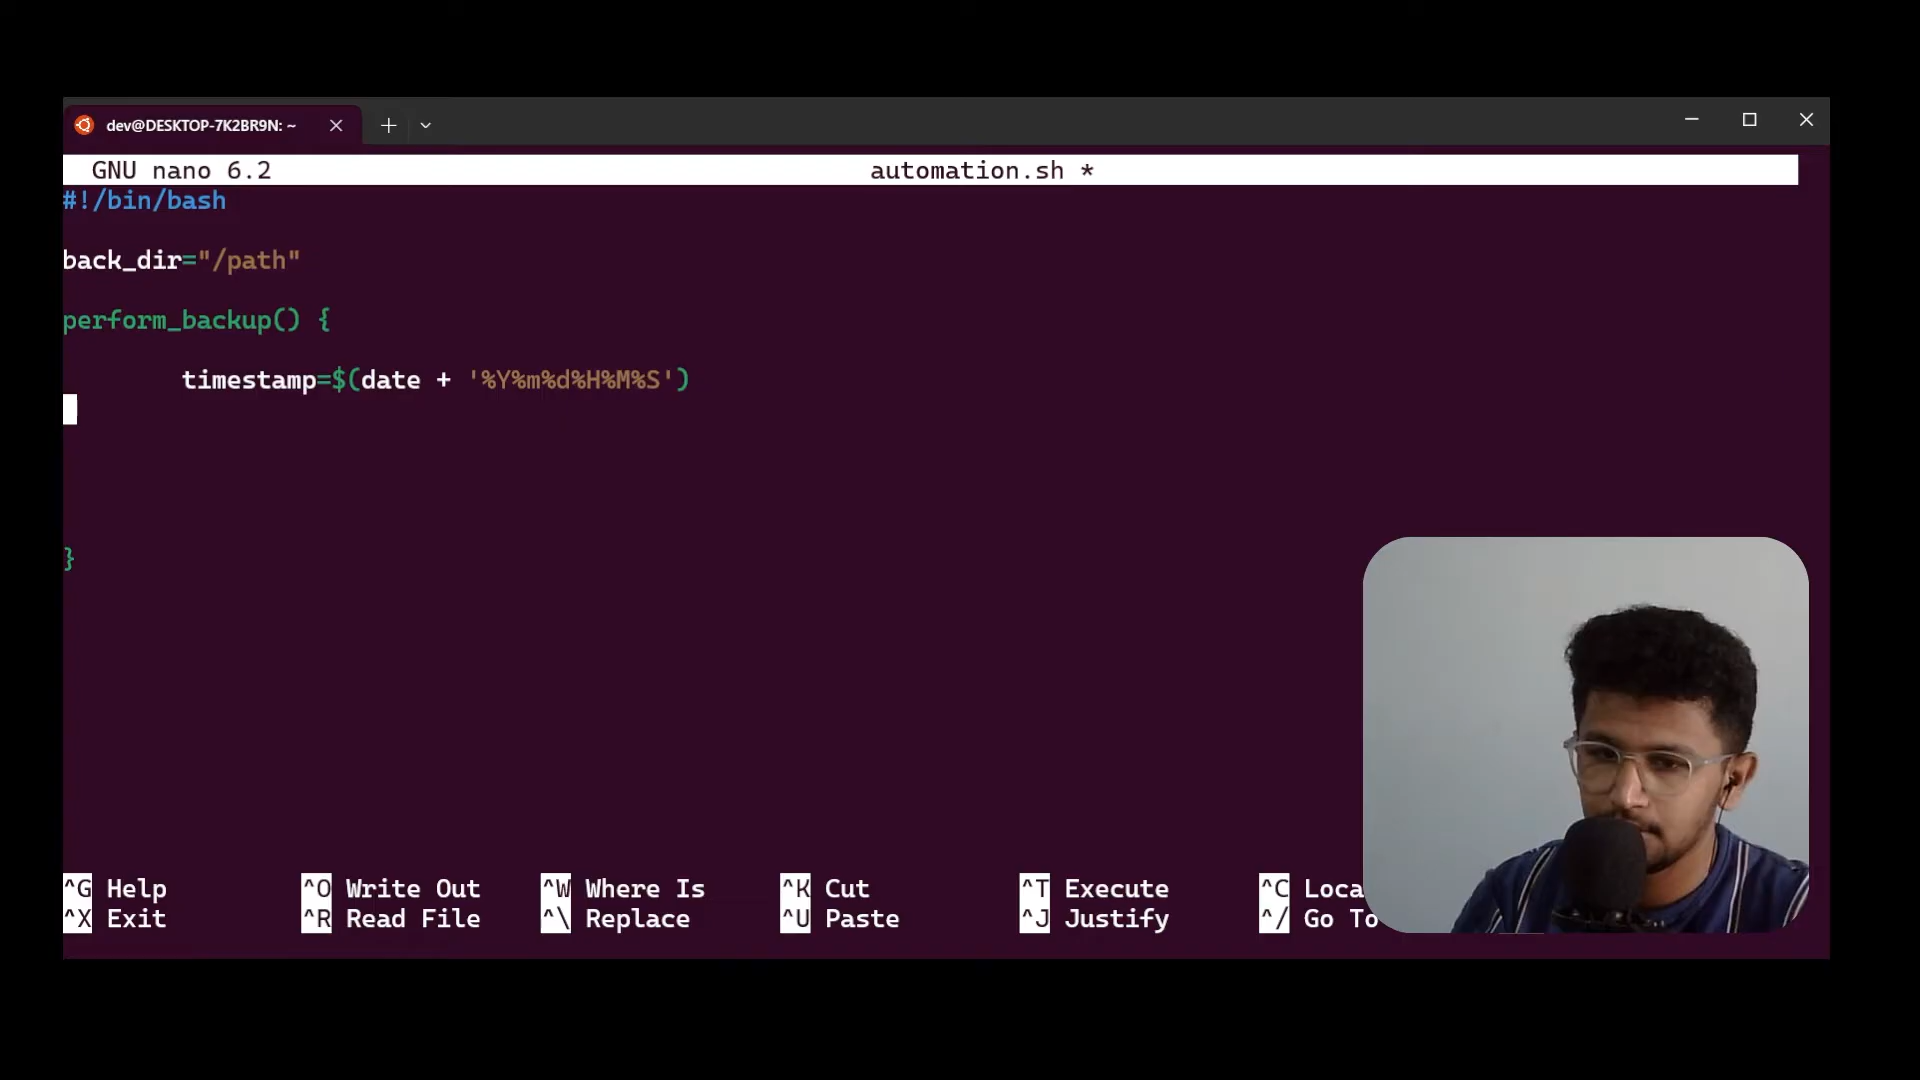 dev@DESKTOP-7K2BR9N: ~
GNU nano 6.2 automation.sh *
#!/bin/bash
back_dir="/path"
perform_backup() {
timestamp=$(date + '%Y%m%d%H%M%S')
}
^G Help ^O Write Out ^W Where Is ^K Cut ^T Execute ^C Loca
^X Exit ^R Read File ^\ Replace ^U Paste ^J Justify ^/ Go To